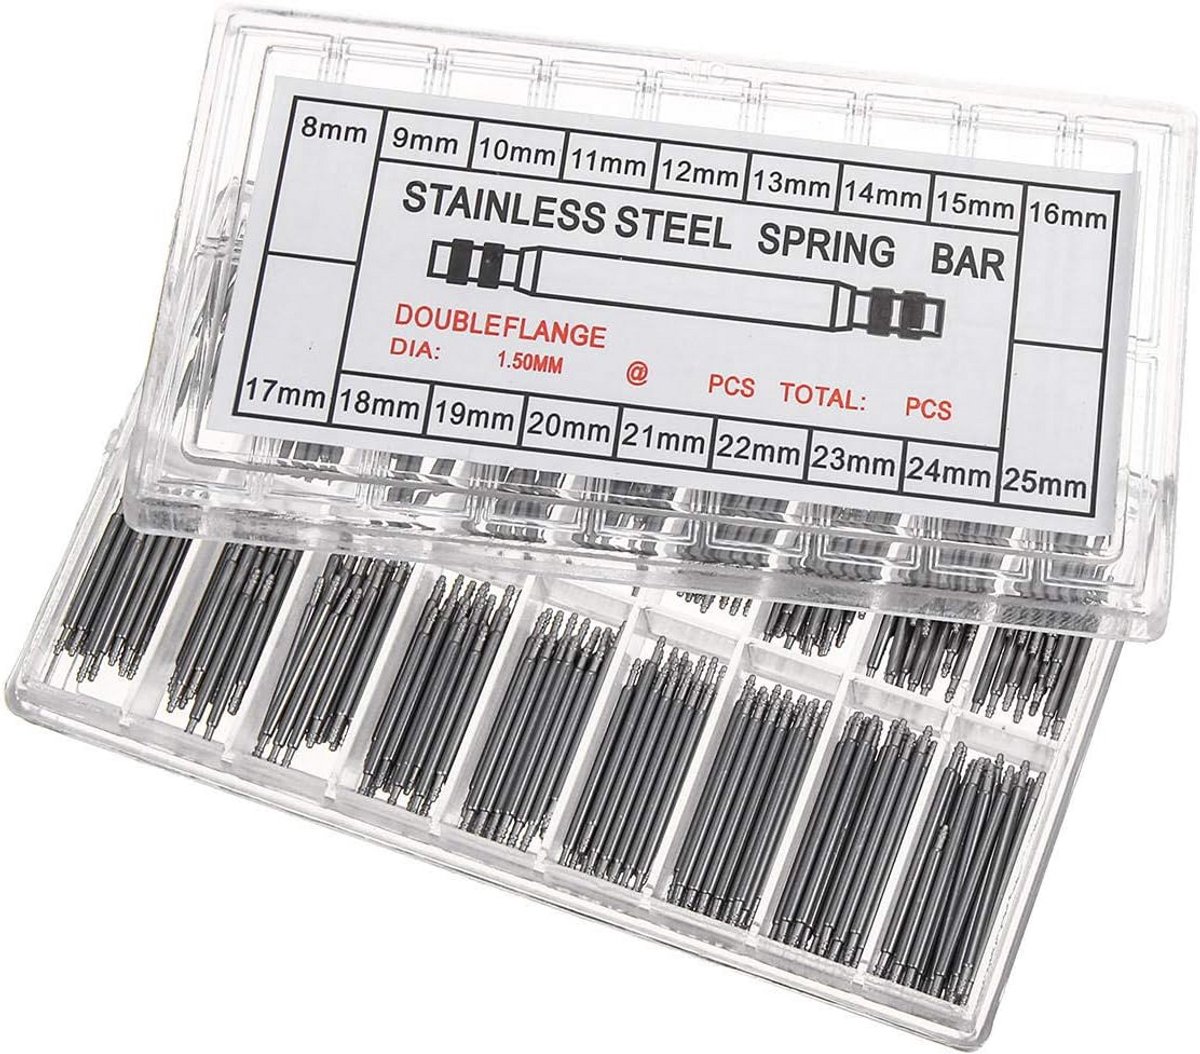 8mm 9mm 10mm 11mm 12mm 13mm 14mm 15mm 16mm
STAINLESS STEEL SPRING BAR
DOUBLEFLANGE
DIA: 1.50MM @ PCS TOTAL: PCS
17mm 18mm 19mm 20mm 21mm 22mm 23mm 24mm 25mm